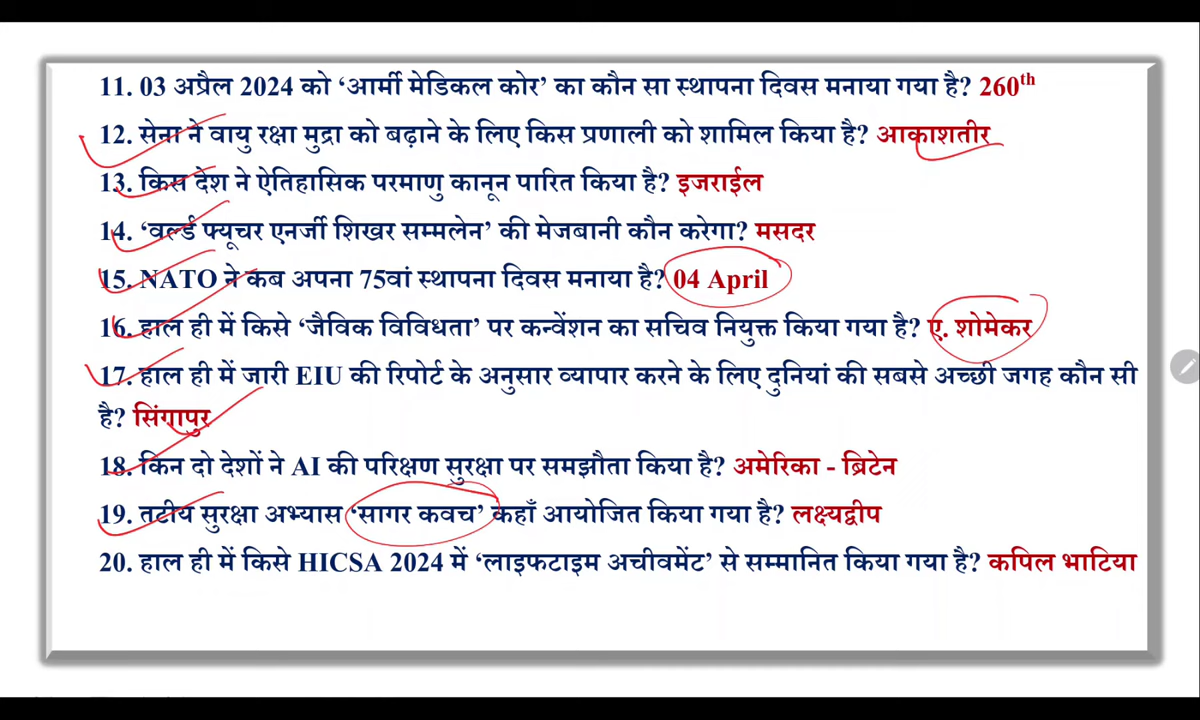 11. 03 अप्रैल 2024 को ‘आर्मी मेडिकल कोर’ का कौन सा स्थापना दिवस मनाया गया है? 260th
12. सेना ने वायु रक्षा मुद्रा को बढ़ाने के लिए किस प्रणाली को शामिल किया है? आकाशतीर
13. किस देश ने ऐतिहासिक परमाणु कानून पारित किया है? इजराईल
14. ‘वर्ल्ड फ्यूचर एनर्जी शिखर सम्मलेन’ की मेजबानी कौन करेगा? मसदर
15. NATO ने कब अपना 75वां स्थापना दिवस मनाया है? 04 April
16. हाल ही में किसे ‘जैविक विविधता’ पर कन्वेंशन का सचिव नियुक्त किया गया है? ए. शोमेकर
17. हाल ही में जारी EIU की रिपोर्ट के अनुसार व्यापार करने के लिए दुनियां की सबसे अच्छी जगह कौन सी
है? सिंगापुर
18. किन दो देशों ने AI की परिक्षण सुरक्षा पर समझौता किया है? अमेरिका - ब्रिटेन
19. तटीय सुरक्षा अभ्यास ‘सागर कवच’ कहाँ आयोजित किया गया है? लक्ष्यद्वीप
20. हाल ही में किसे HICSA 2024 में ‘लाइफटाइम अचीवमेंट’ से सम्मानित किया गया है? कपिल भाटिया